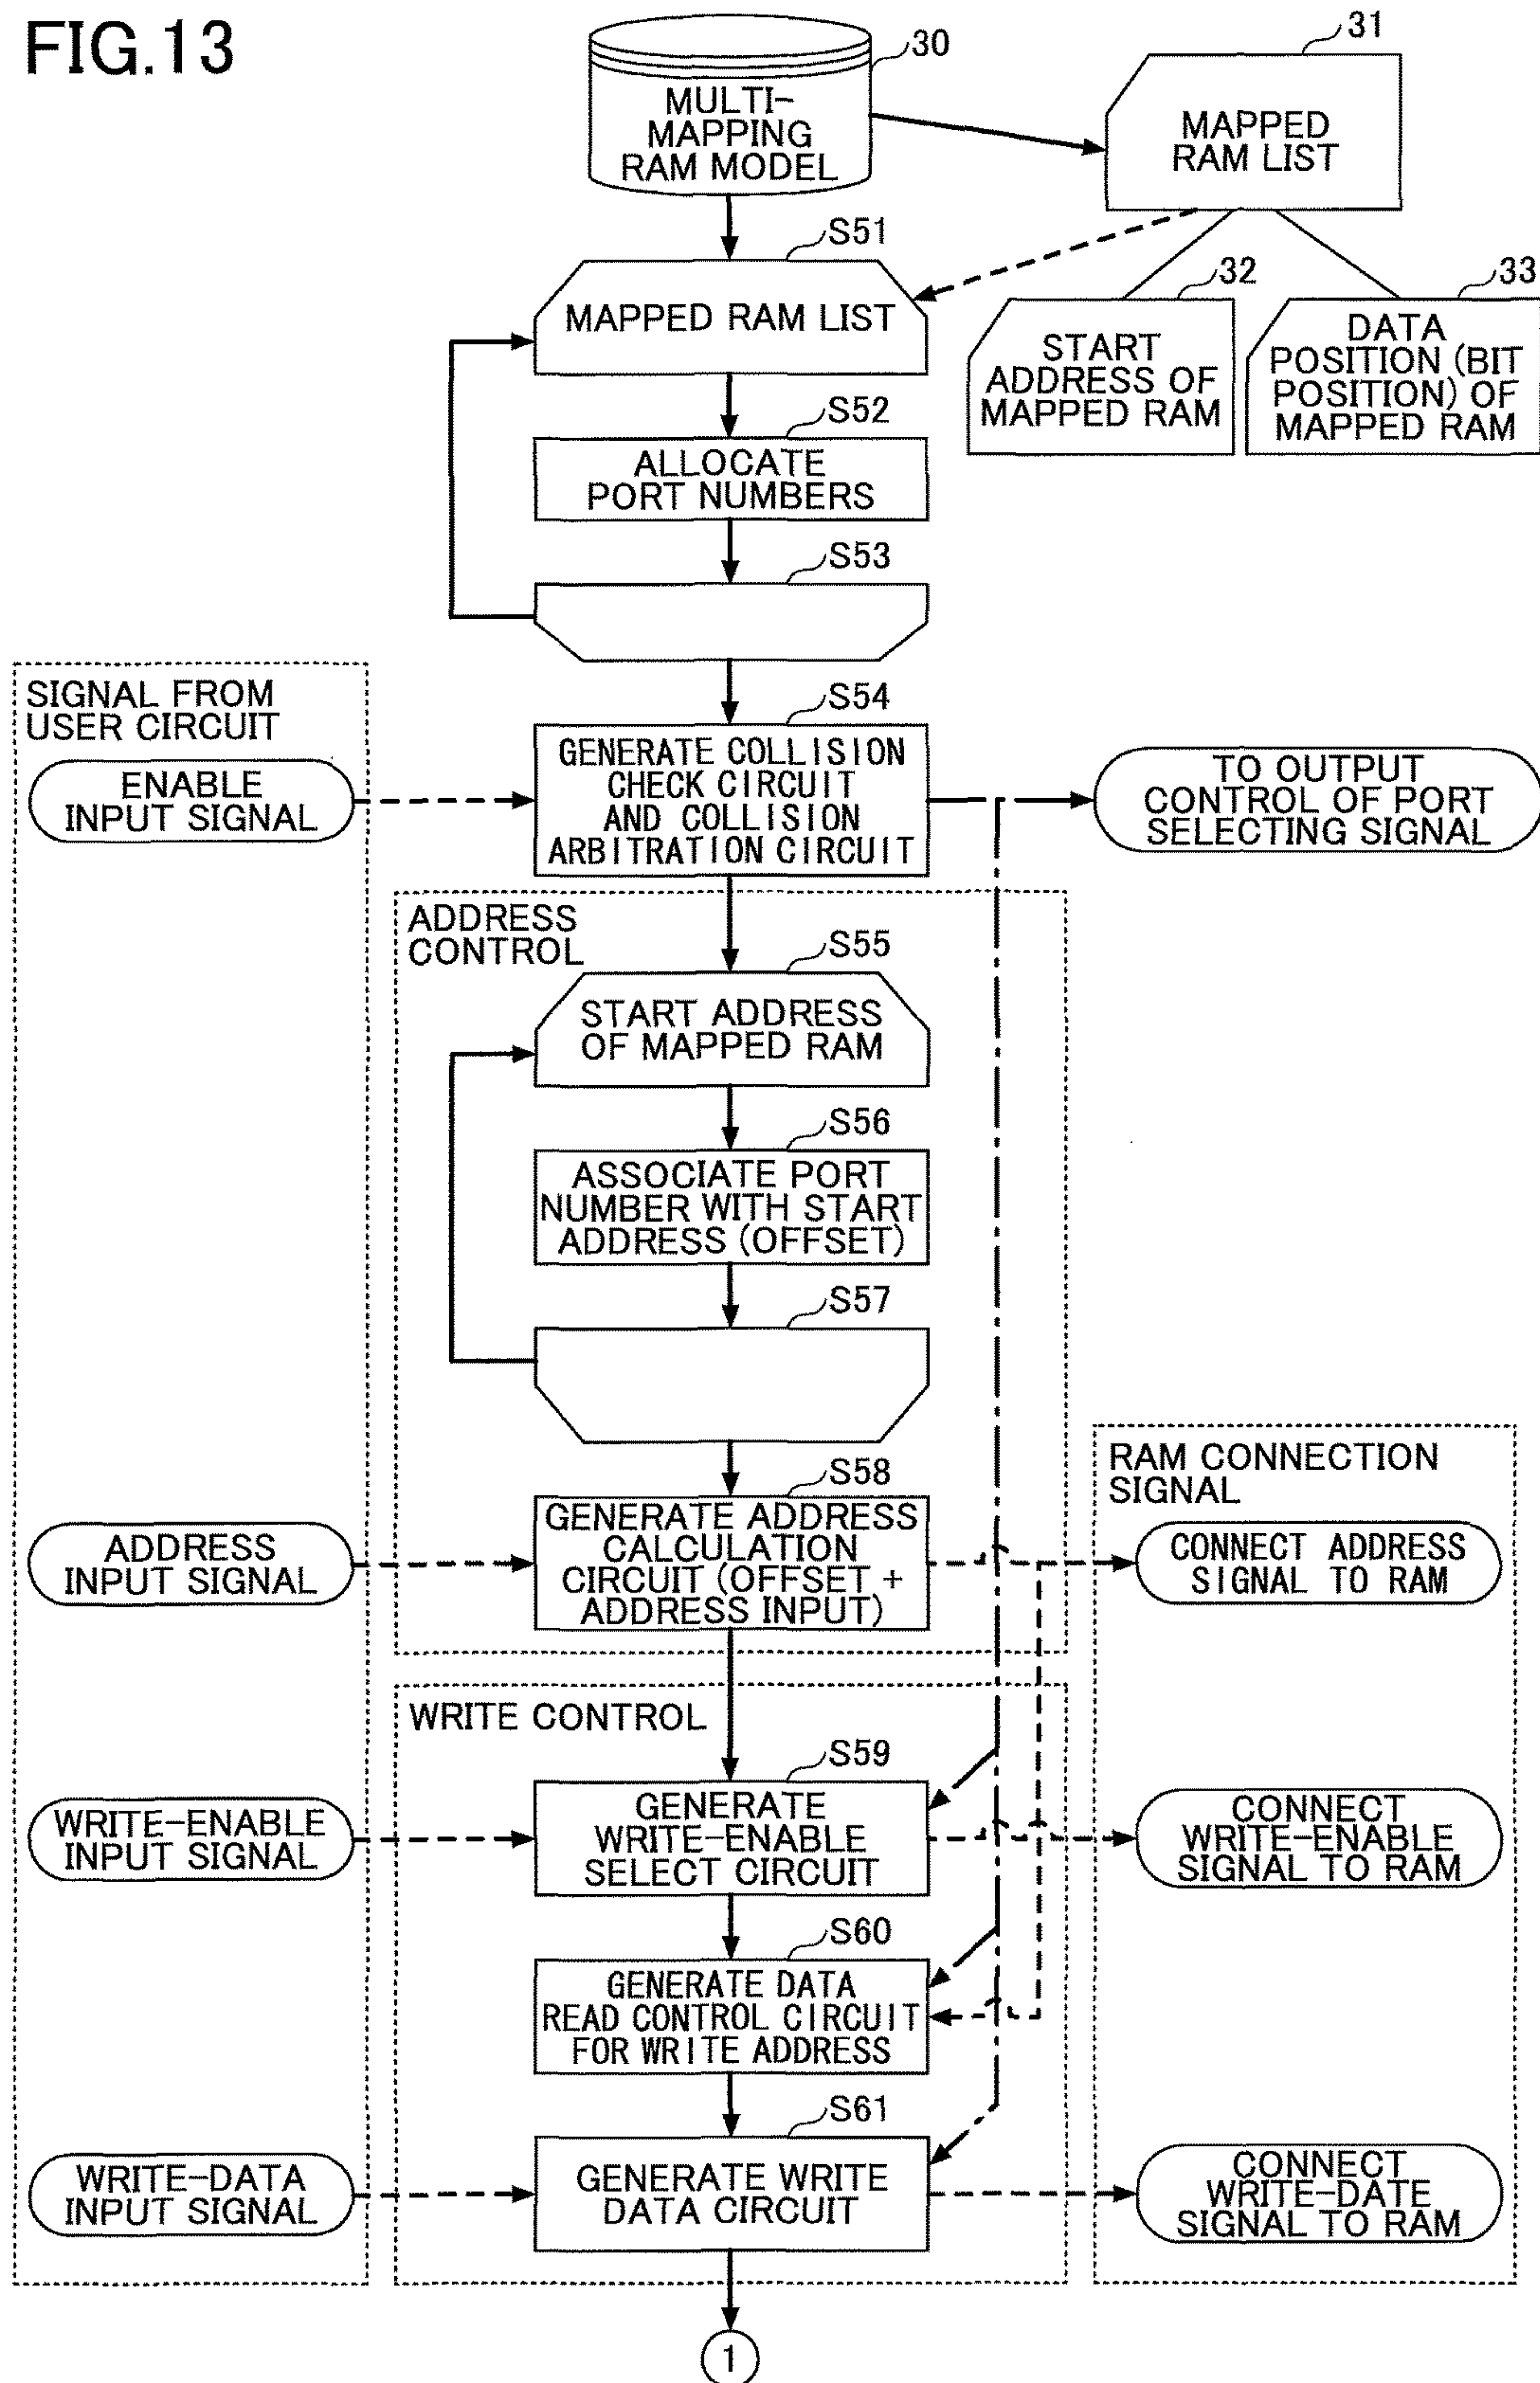 FIG.13
30
MULTI-
MAPPING
RAM MODEL
31
MAPPED
RAM LIST
S51
MAPPED RAM LIST
32
START
ADDRESS OF
MAPPED RAM
33
DATA
POSITION (BIT
POSITION) OF
MAPPED RAM
S52
ALLOCATE
PORT NUMBERS
S53
SIGNAL FROM
USER CIRCUIT
ENABLE
INPUT SIGNAL
S54
GENERATE COLLISION
CHECK CIRCUIT
AND COLLISION
ARBITRATION CIRCUIT
TO OUTPUT
CONTROL OF PORT
SELECTING SIGNAL
ADDRESS
CONTROL
S55
START ADDRESS
OF MAPPED RAM
S56
ASSOCIATE PORT
NUMBER WITH START
ADDRESS (OFFSET)
S57
RAM CONNECTION
SIGNAL
S58
ADDRESS
INPUT SIGNAL
GENERATE ADDRESS
CALCULATION
CIRCUIT (OFFSET +
ADDRESS INPUT)
CONNECT ADDRESS
SIGNAL TO RAM
WRITE CONTROL
S59
WRITE-ENABLE
INPUT SIGNAL
GENERATE
WRITE-ENABLE
SELECT CIRCUIT
CONNECT
WRITE-ENABLE
SIGNAL TO RAM
S60
GENERATE DATA
READ CONTROL CIRCUIT
FOR WRITE ADDRESS
S61
WRITE-DATA
INPUT SIGNAL
GENERATE WRITE
DATA CIRCUIT
CONNECT
WRITE-DATE
SIGNAL TO RAM
1